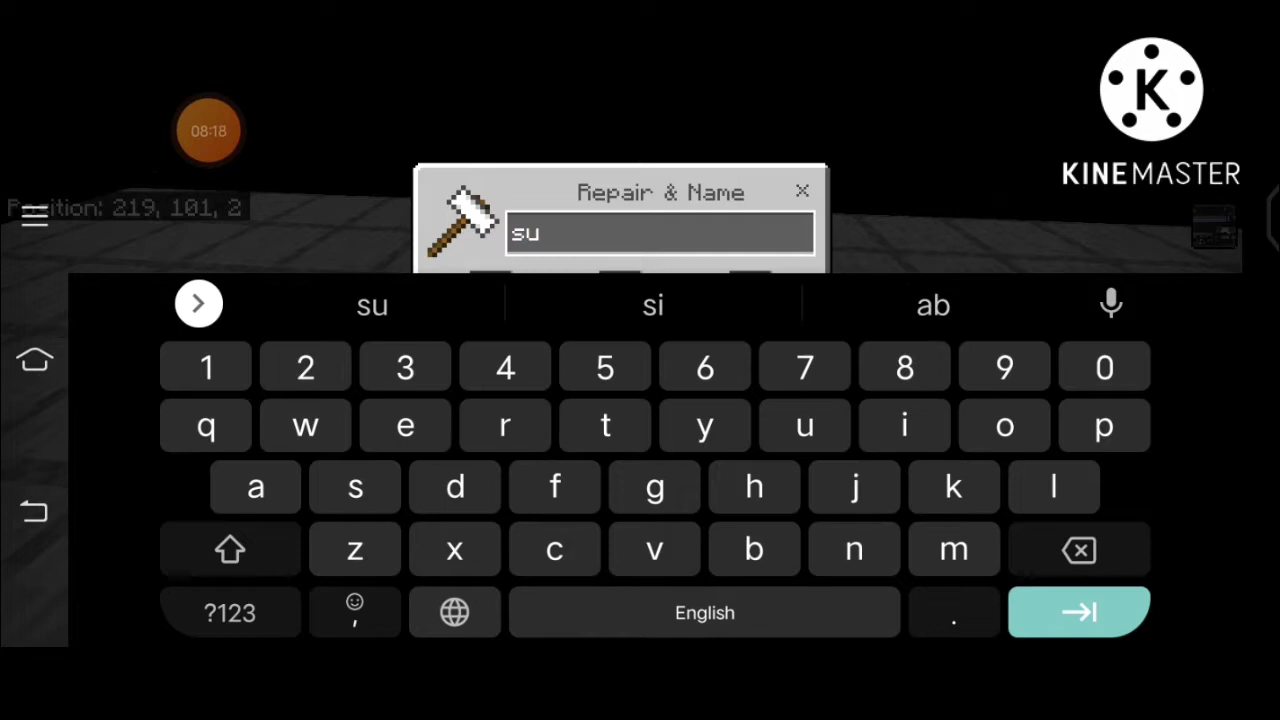 K
KINEMASTER
08:18
Repair & Name
Position: 219, 101, 2
su
su si ab
1 2 3 4 5 6 7 8 9 0
q w e r t y u i o p
a s d f g h j k l
z x c v b n m
?123 , English .